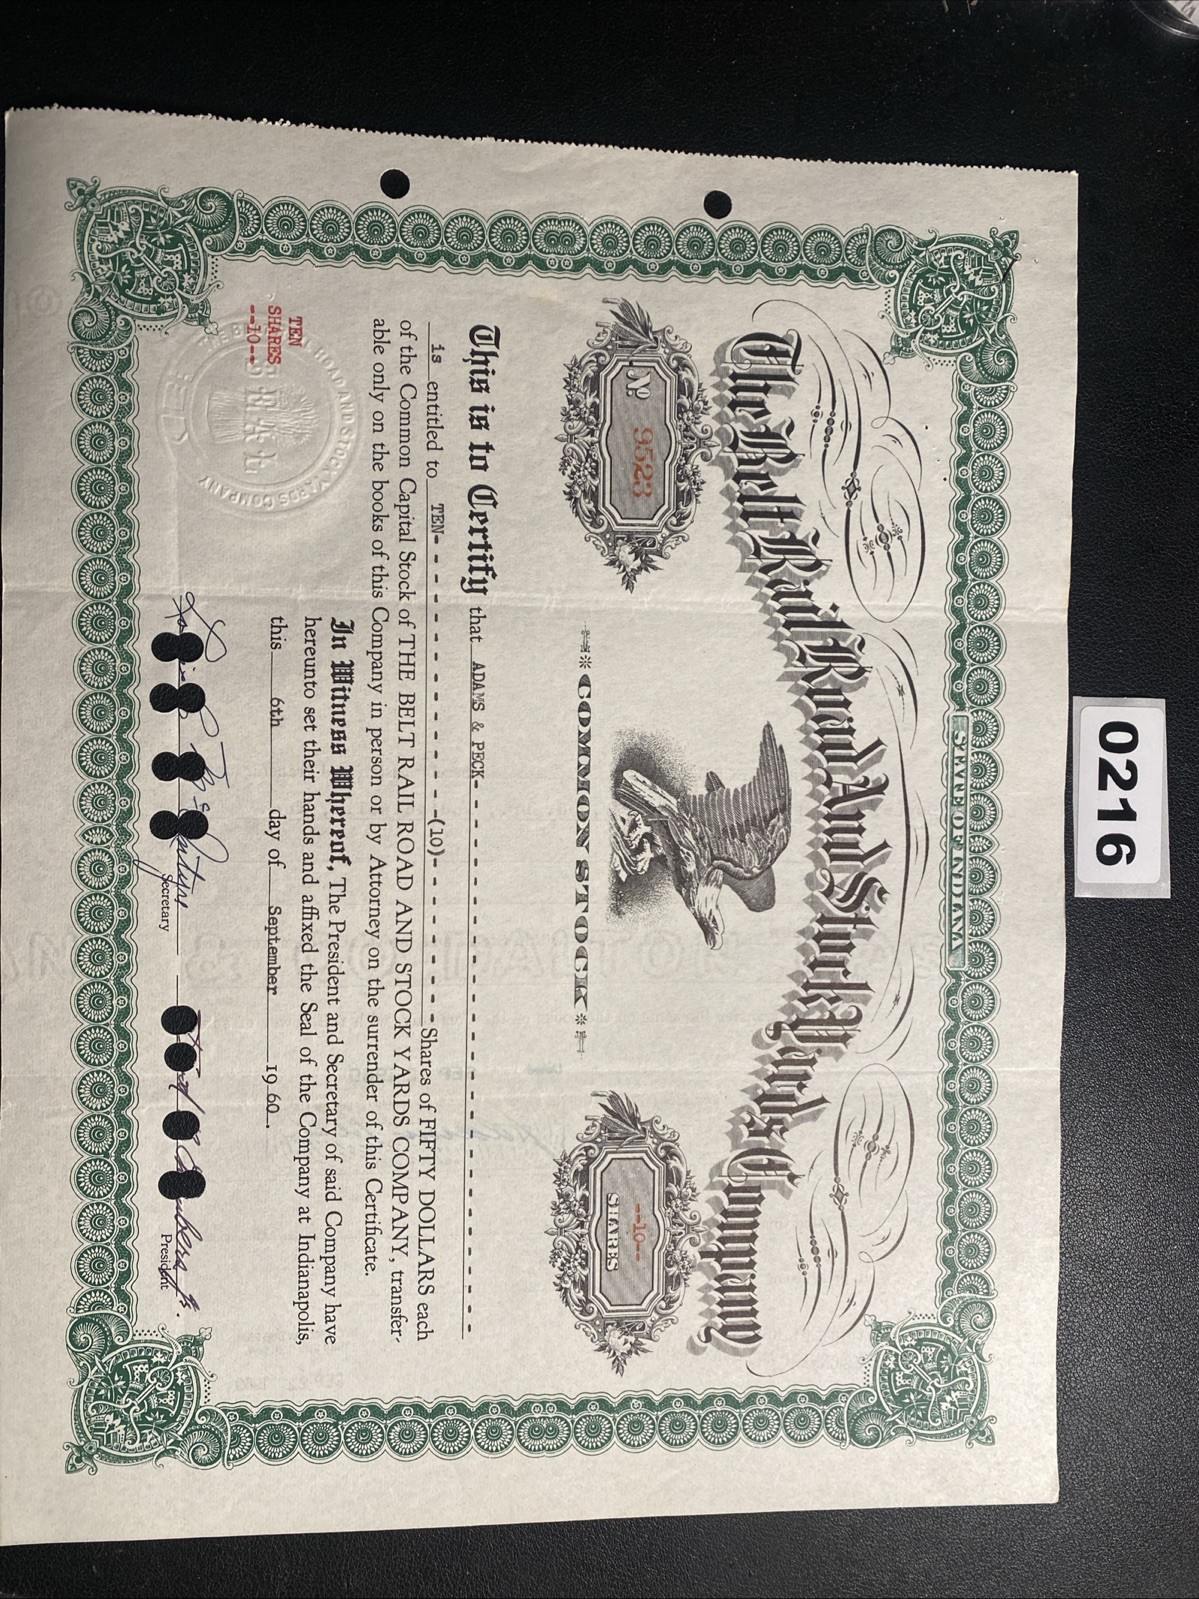 0216
STATE OF INDIANA
The Belt Rail Road And Stock Yards Company
No 9523
--10--
SHARES
COMMON STOCK
This is to Certify that ADAMS & PECK- - - - - - - - - - - - - - - - - - - - - - - -
is entitled to TEN- - - - - - - - - - -(10)- - - - - - - - - Shares of FIFTY DOLLARS each
of the Common Capital Stock of THE BELT RAIL ROAD AND STOCK YARDS COMPANY, transfer-
able only on the books of this Company in person or by Attorney on the surrender of this Certificate.
In Witness Whereof, The President and Secretary of said Company have
hereunto set their hands and affixed the Seal of the Company at Indianapolis,
this 6th day of September 1960.
TEN
SHARES
--10--
SEAL
Secretary
President